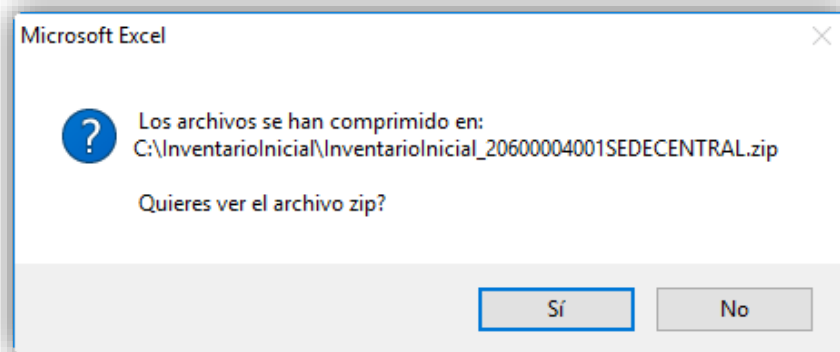 Microsoft Excel
?
Los archivos se han comprimido en:
C:\InventarioInicial\InventarioInicial_20600004001SEDECENTRAL.zip
Quieres ver el archivo zip?
Sí
No